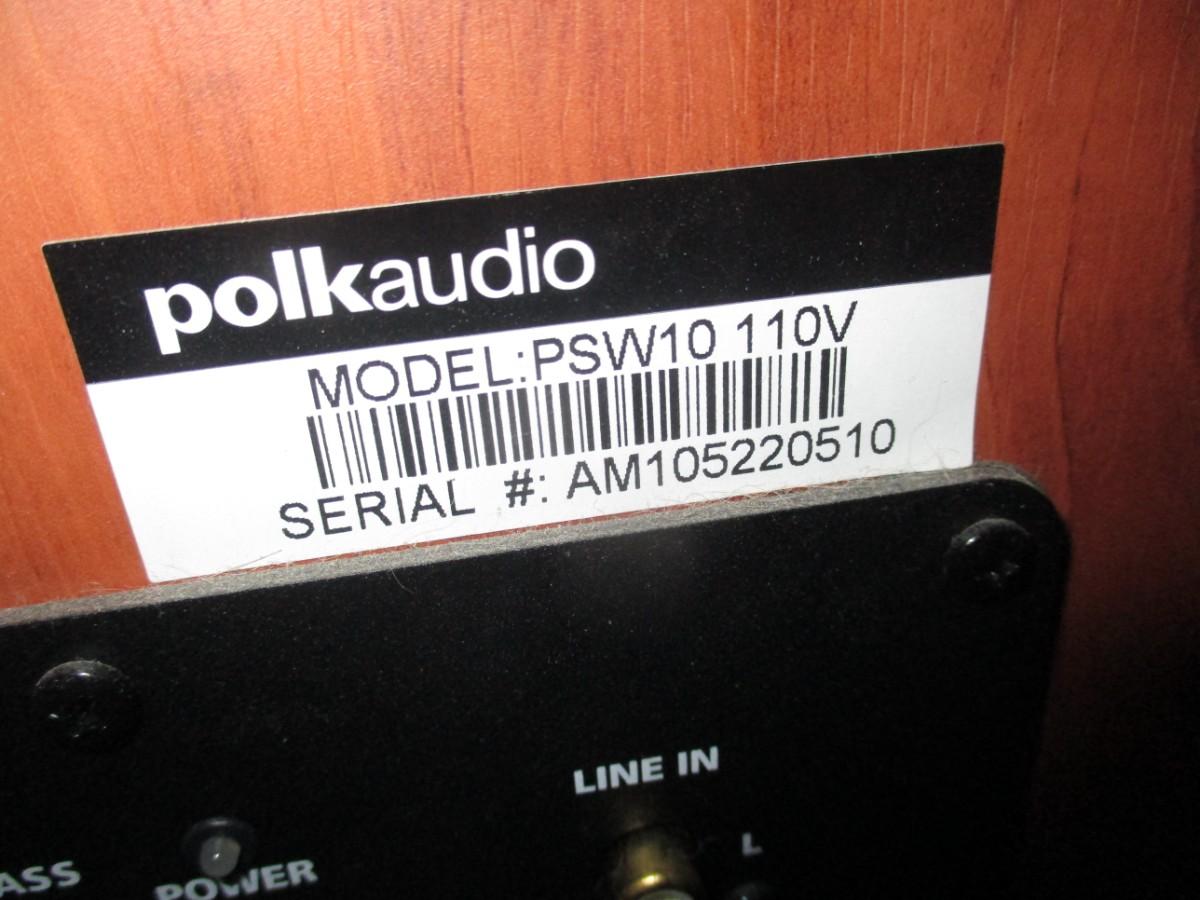 polkaudio
MODEL:PSW10 110V
SERIAL #: AM105220510
LINE IN
L
POWER